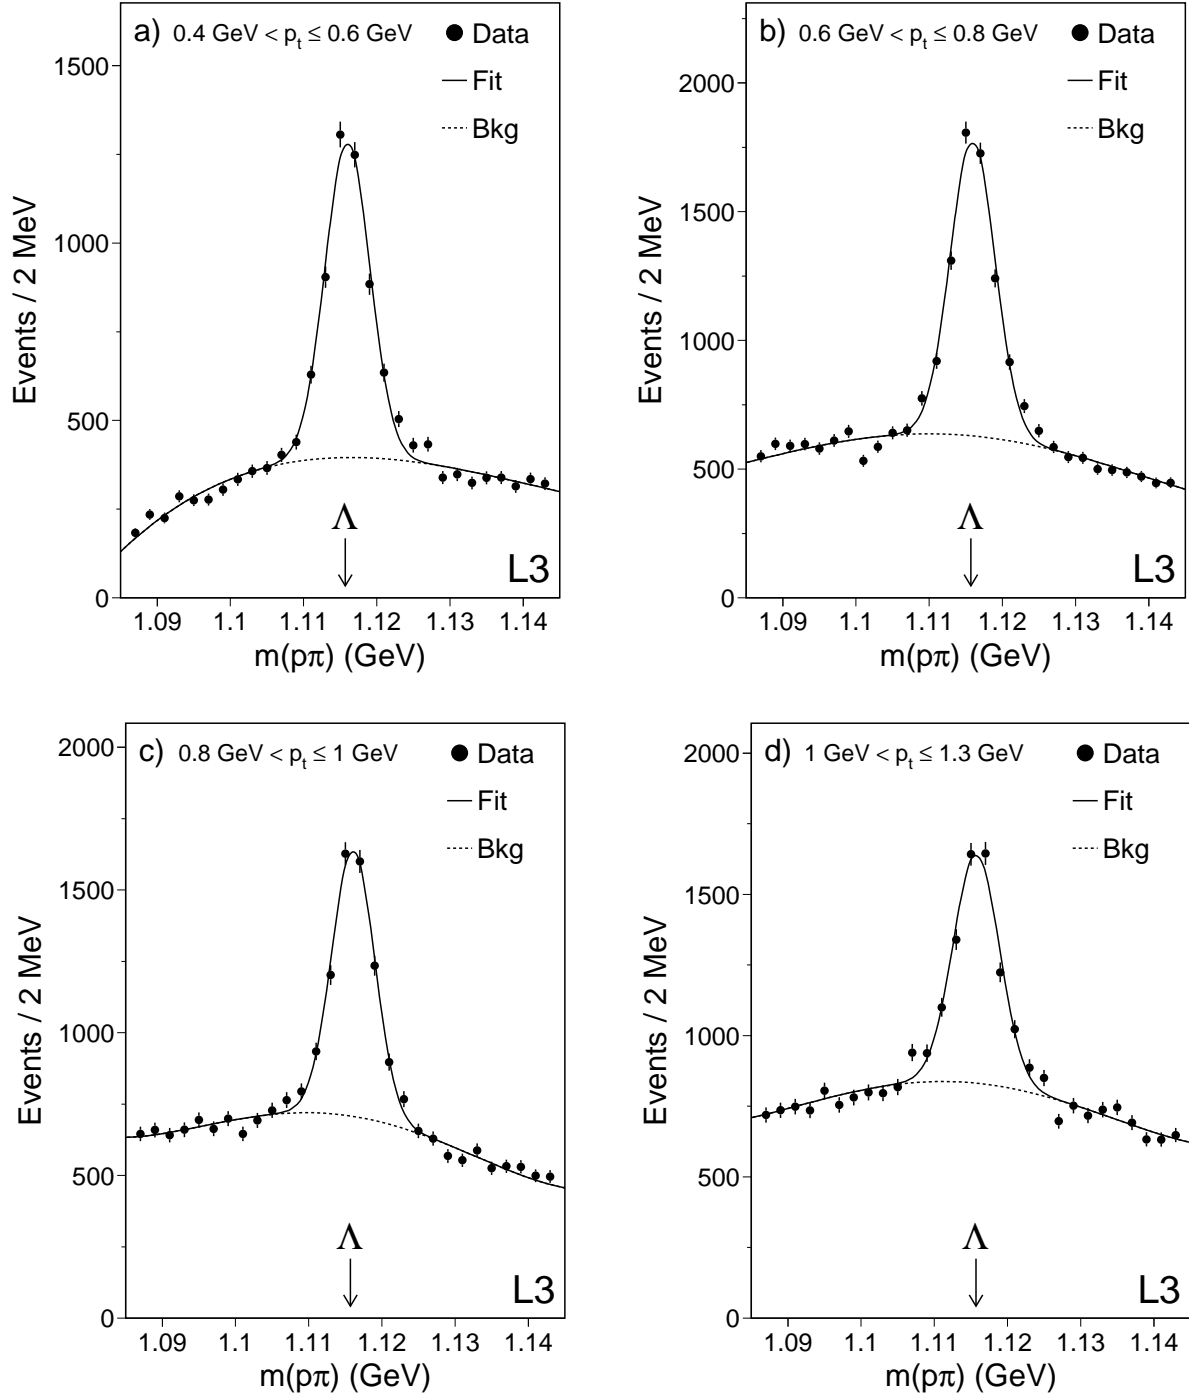 a) 0.4 GeV < pt ≤ 0.6 GeV
Data
Fit
Bkg
1500
1000
500
0
Events / 2 MeV
Λ
L3
1.09 1.1 1.11 1.12 1.13 1.14
m(pπ) (GeV)
b) 0.6 GeV < pt ≤ 0.8 GeV
Data
Fit
Bkg
2000
1500
1000
500
0
Events / 2 MeV
Λ
L3
1.09 1.1 1.11 1.12 1.13 1.14
m(pπ) (GeV)
c) 0.8 GeV < pt ≤ 1 GeV
Data
Fit
Bkg
2000
1500
1000
500
0
Events / 2 MeV
Λ
L3
1.09 1.1 1.11 1.12 1.13 1.14
m(pπ) (GeV)
d) 1 GeV < pt ≤ 1.3 GeV
Data
Fit
Bkg
2000
1500
1000
500
0
Events / 2 MeV
Λ
L3
1.09 1.1 1.11 1.12 1.13 1.14
m(pπ) (GeV)